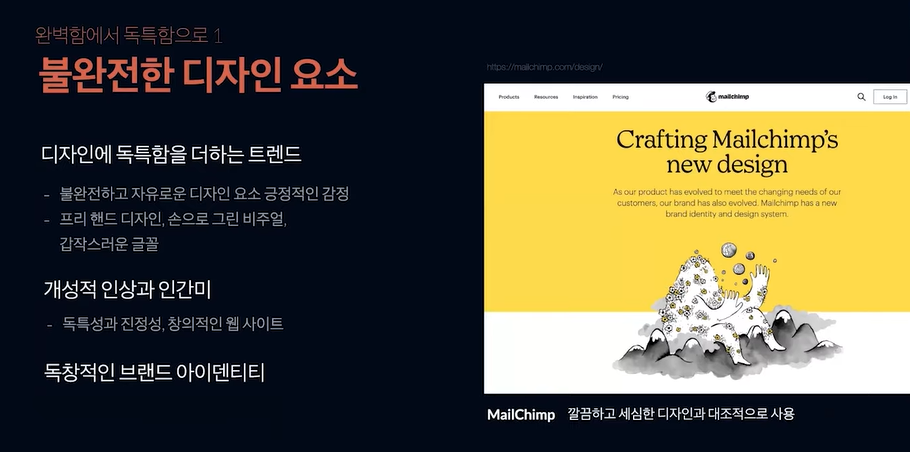 완벽함에서 독특함으로 1
불완전한 디자인 요소
디자인에 독특함을 더하는 트렌드
- 불완전하고 자유로운 디자인 요소 긍정적인 감정
- 프리 핸드 디자인, 손으로 그린 비주얼,
갑작스러운 글꼴
개성적 인상과 인간미
- 독특성과 진정성, 창의적인 웹 사이트
독창적인 브랜드 아이덴티티
https://mailchimp.com/design/
Products Resources Inspiration Pricing mailchimp Log In
Crafting Mailchimp's
new design
As our product has evolved to meet the changing needs of our
customers, our brand has also evolved. Mailchimp has a new
brand identity and design system.
MailChimp 깔끔하고 세심한 디자인과 대조적으로 사용